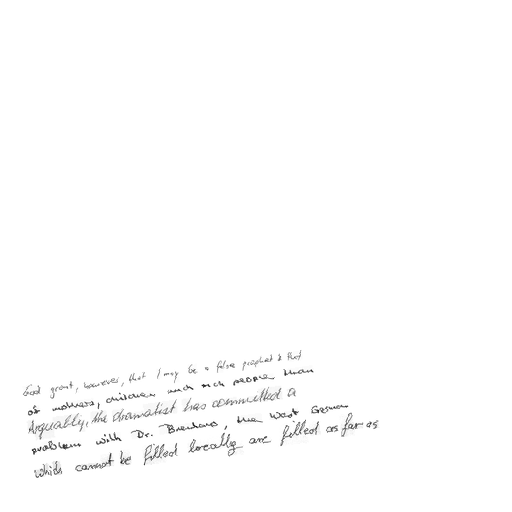 God grant, however, that I may be a false prophet & that
of mothers, children and sick people than
Arguably, the dramatist has committed a
problem with Dr. Brentano, the West German
which cannot be filled locally are filled as far as